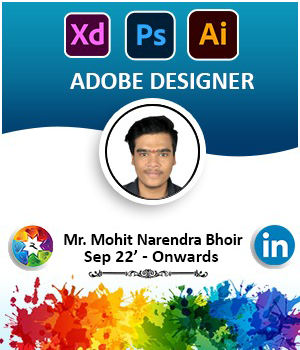 Xd Ps Ai
ADOBE DESIGNER
Mr. Mohit Narendra Bhoir
Sep 22’ - Onwards
in